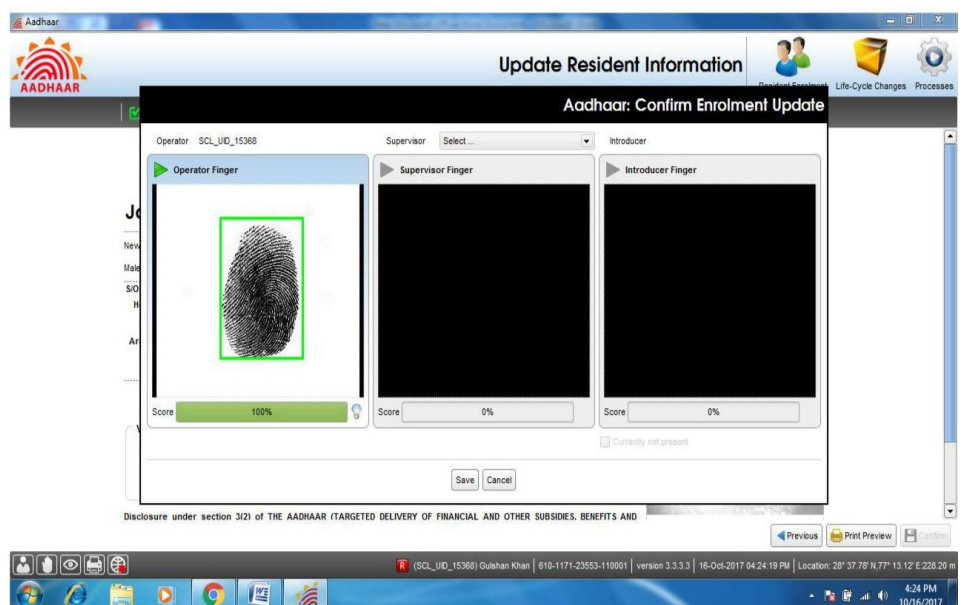 Aadhaar
AADHAAR
Update Resident Information
Life-Cycle Changes Processes
Aadhaar: Confirm Enrolment Update
Operator SCL_UID_15368 Supervisor Select ... Introducer
Operator Finger Supervisor Finger Introducer Finger
New
Male
S/O
Score 100% Score 0% Score 0%
Currently not present
Save Cancel
Disclosure under section 3(2) of THE AADHAAR (TARGETED DELIVERY OF FINANCIAL AND OTHER SUBSIDIES, BENEFITS AND
Previous Print Preview Confirm
R (SCL_UID_15368) Gulshan Khan 610-1171-23553-110001 version 3.3.3.3 16-Oct-2017 04:24:19 PM Location: 28° 37.78' N,77° 13.12' E:228.20 m
4:24 PM
10/16/2017